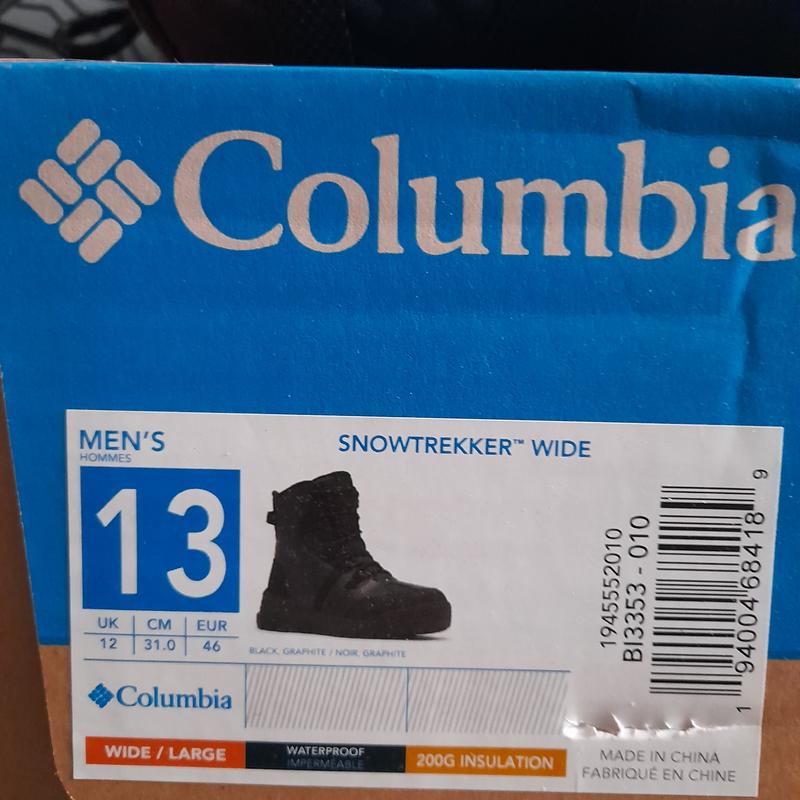 Columbia
MEN'S
HOMMES
SNOWTREKKER™ WIDE
13
UK CM EUR
12 31.0 46
BLACK, GRAPHITE / NOIR, GRAPHITE
1945552010
BI3353 - 010
1 94004 68418 9
Columbia
WIDE / LARGE
WATERPROOF
IMPERMÉABLE
200G INSULATION
MADE IN CHINA
FABRIQUÉ EN CHINE